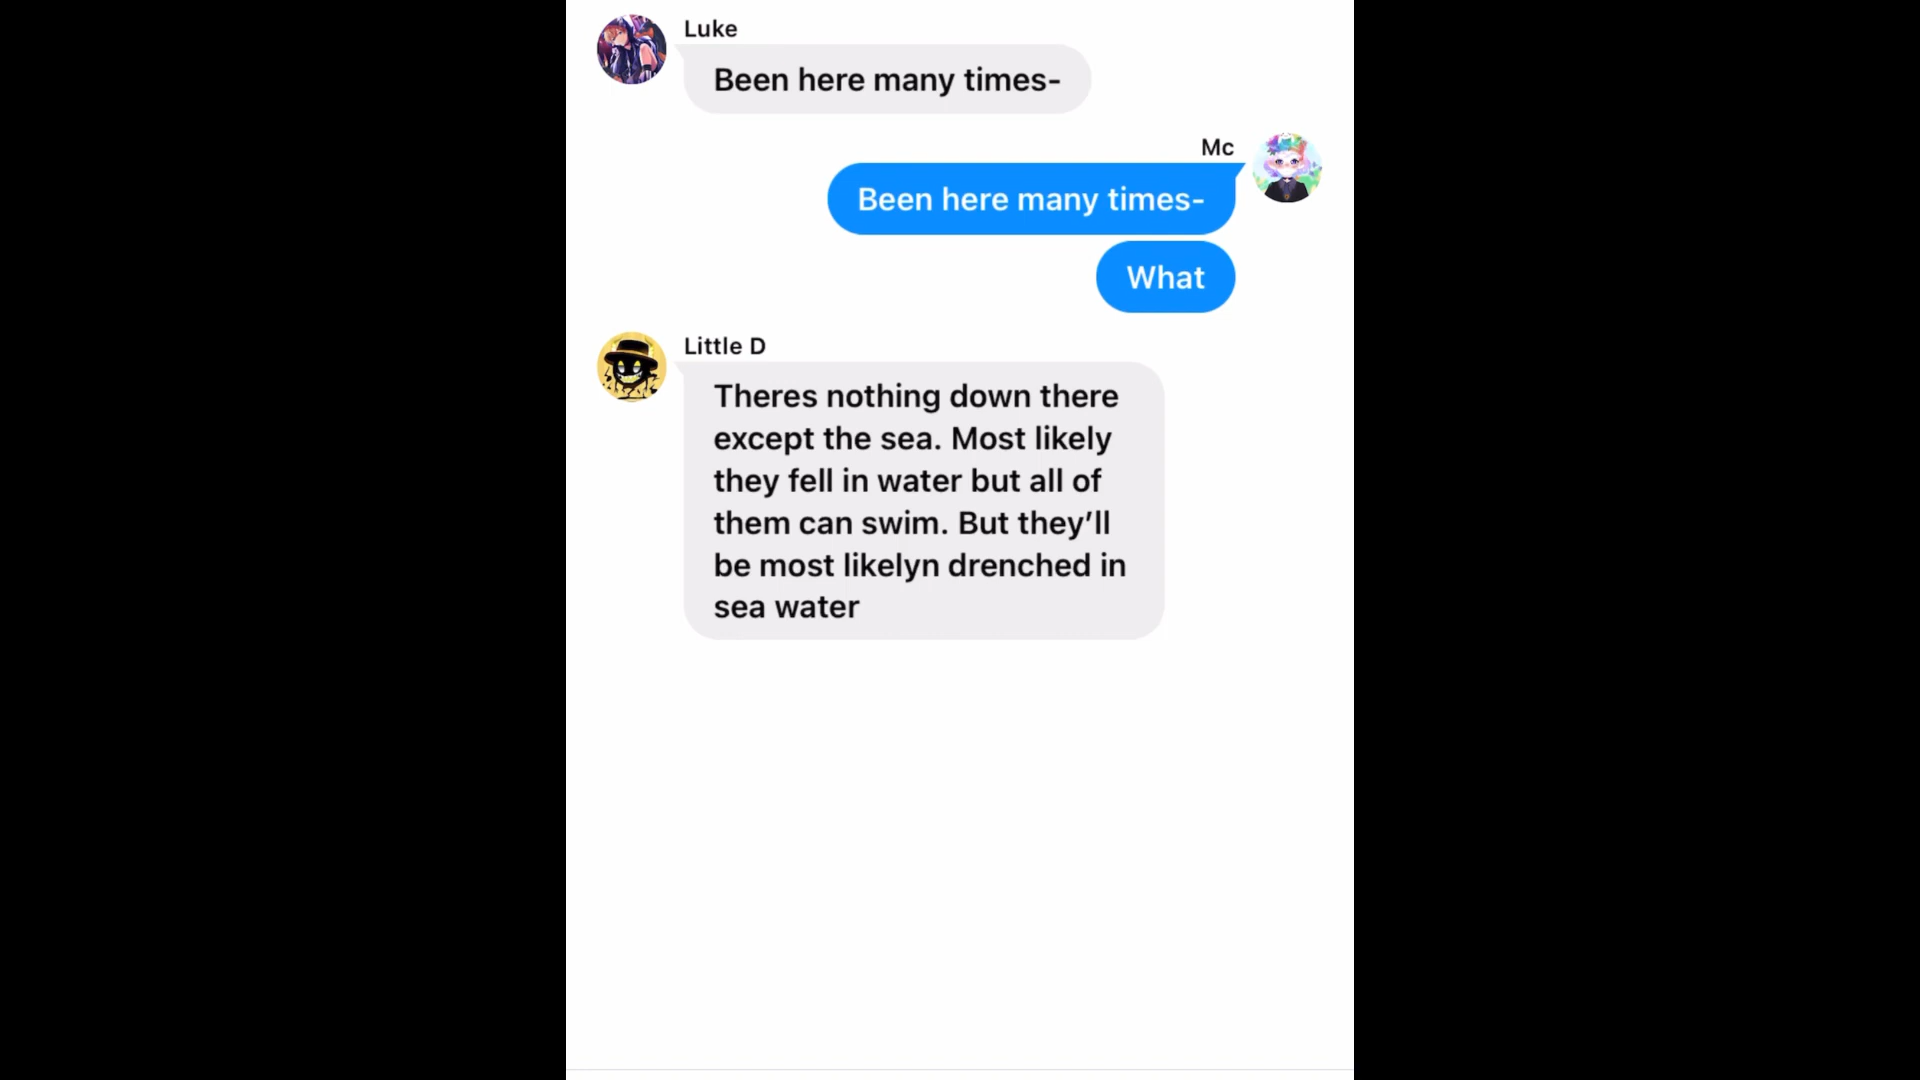 Luke
Been here many times-
Mc
Been here many times-
What
Little D
Theres nothing down there
except the sea. Most likely
they fell in water but all of
them can swim. But they’ll
be most likelyn drenched in
sea water